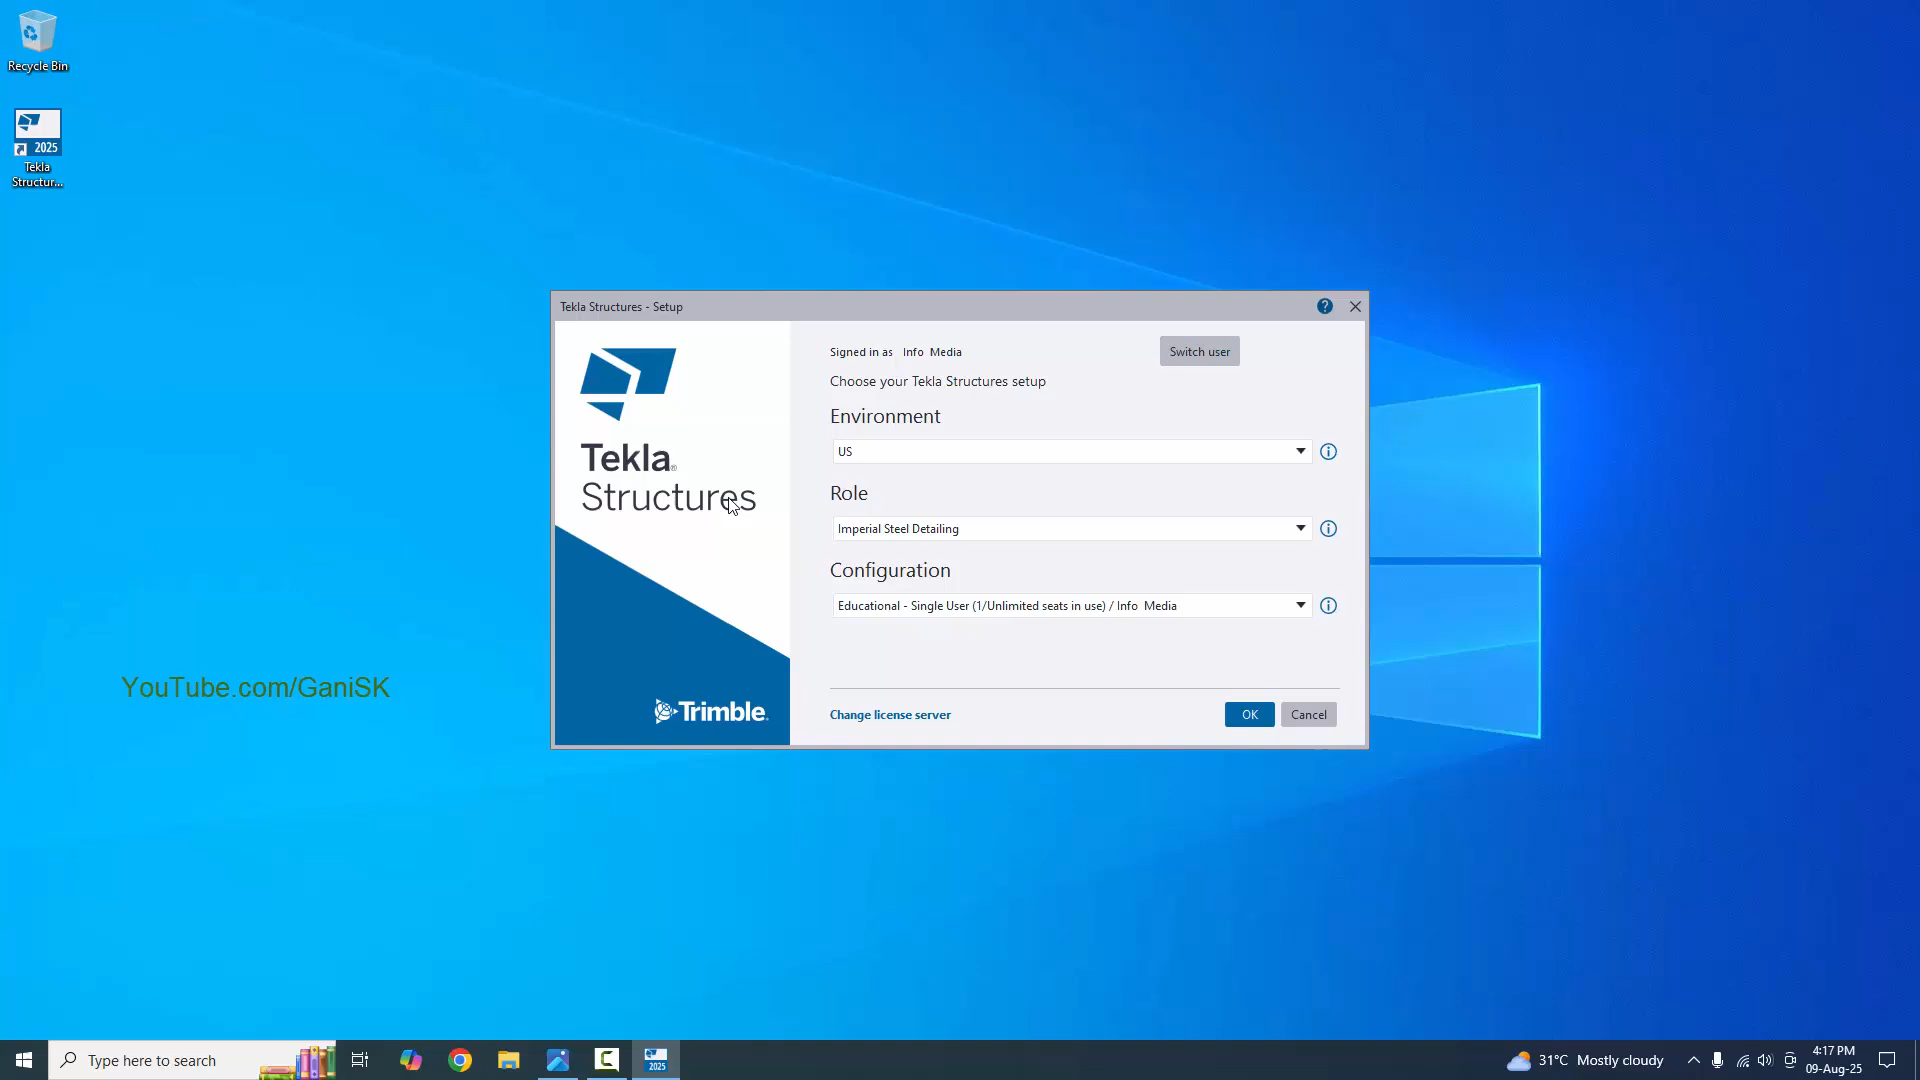 Recycle Bin
2025
Tekla
Structur...
Tekla Structures - Setup
?
Signed in as Info Media
Switch user
Choose your Tekla Structures setup
Environment
US
Role
Imperial Steel Detailing
Configuration
Educational - Single User (1/Unlimited seats in use) / Info Media
Tekla®
Structures
Trimble
Change license server
OK
Cancel
YouTube.com/GaniSK
Type here to search
2025
31°C Mostly cloudy
4:17 PM
09-Aug-25